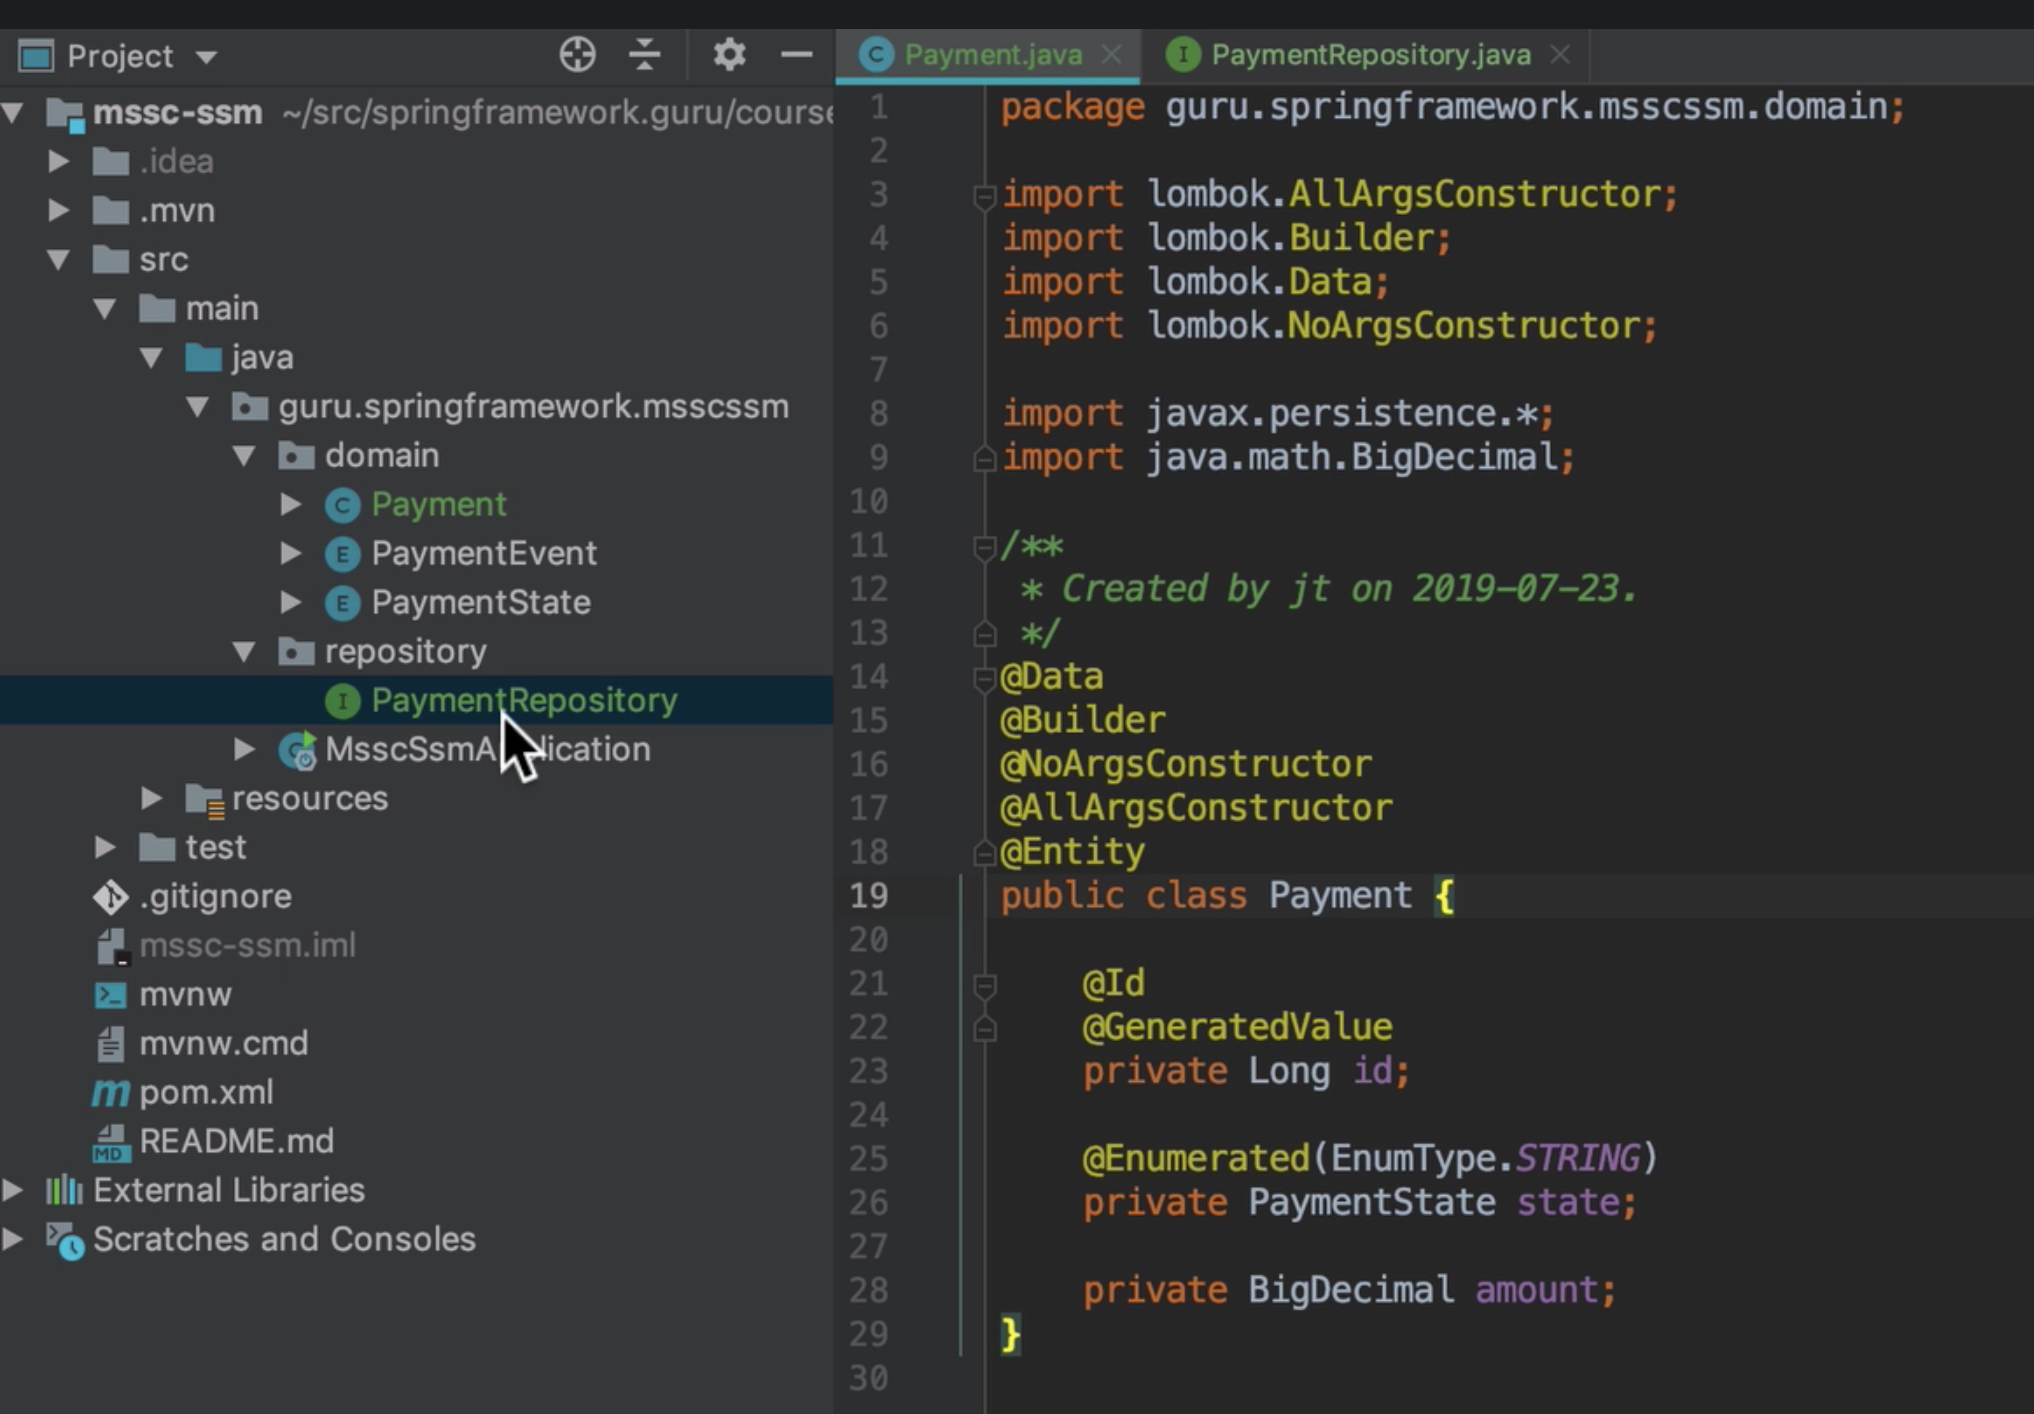 Project
mssc-ssm ~/src/springframework.guru/course
.idea
.mvn
src
main
java
guru.springframework.msscssm
domain
Payment
PaymentEvent
PaymentState
repository
PaymentRepository
MsscSsmA lication
resources
test
.gitignore
mssc-ssm.iml
mvnw
mvnw.cmd
pom.xml
README.md
External Libraries
Scratches and Consoles
Payment.java
PaymentRepository.java
1 package guru.springframework.msscssm.domain;
2
3 import lombok.AllArgsConstructor;
4 import lombok.Builder;
5 import lombok.Data;
6 import lombok.NoArgsConstructor;
7
8 import javax.persistence.*;
9 import java.math.BigDecimal;
10
11 /**
12 * Created by jt on 2019-07-23.
13 */
14 @Data
15 @Builder
16 @NoArgsConstructor
17 @AllArgsConstructor
18 @Entity
19 public class Payment {
20
21 @Id
22 @GeneratedValue
23 private Long id;
24
25 @Enumerated(EnumType.STRING)
26 private PaymentState state;
27
28 private BigDecimal amount;
29 }
30